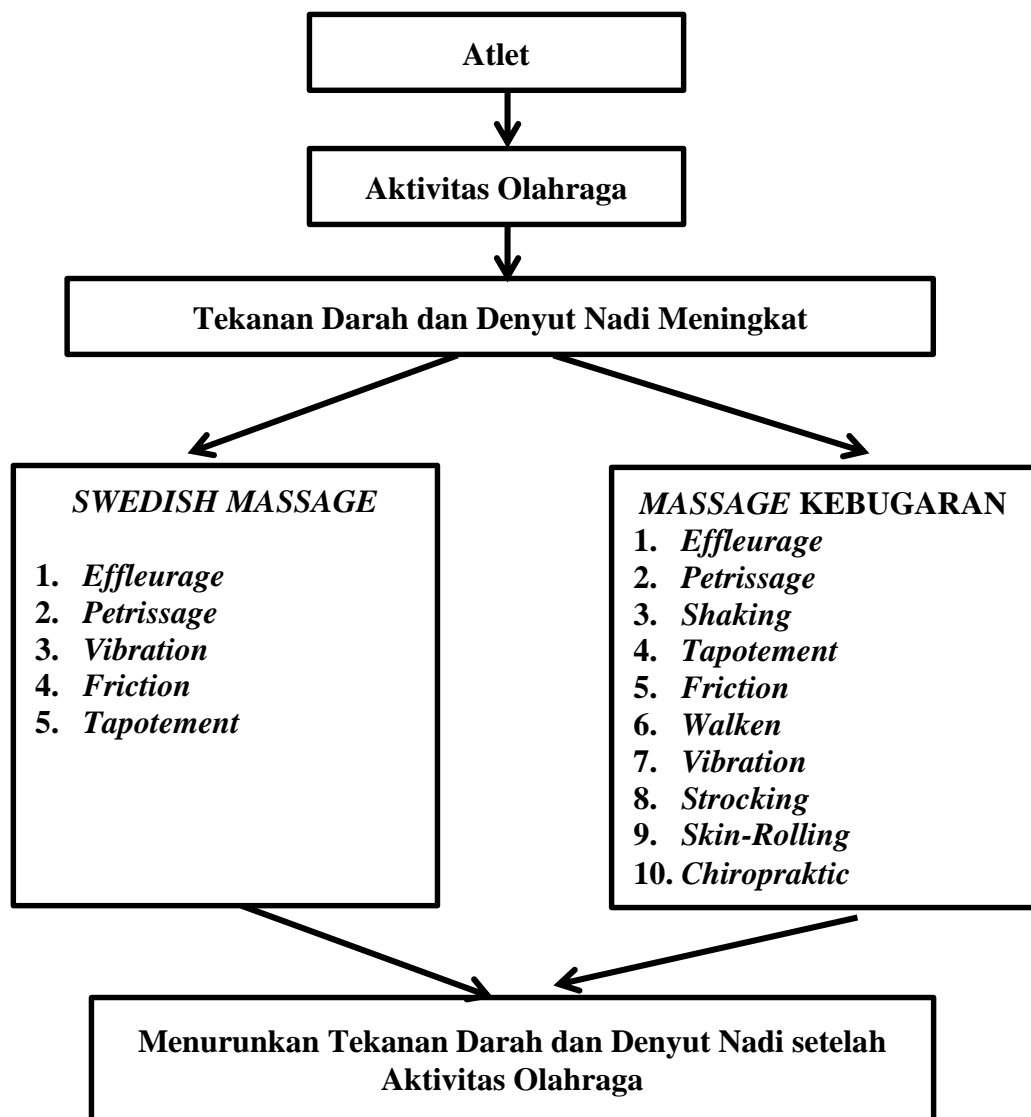 Atlet
Aktivitas Olahraga
Tekanan Darah dan Denyut Nadi Meningkat
SWEDISH MASSAGE
1. Effleurage
2. Petrissage
3. Vibration
4. Friction
5. Tapotement
MASSAGE KEBUGARAN
1. Effleurage
2. Petrissage
3. Shaking
4. Tapotement
5. Friction
6. Walken
7. Vibration
8. Strocking
9. Skin-Rolling
10. Chiropraktic
Menurunkan Tekanan Darah dan Denyut Nadi setelah
Aktivitas Olahraga